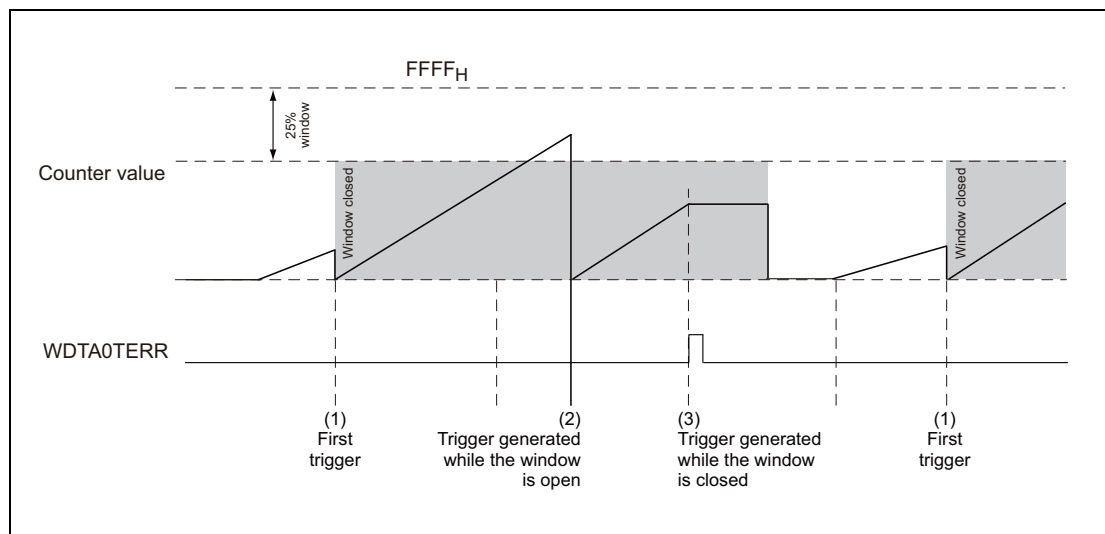 FFFFH
25%
window
Counter value
Window closed
Window closed
WDTA0TERR
(1)
First
trigger
(2)
Trigger generated
while the window
is open
(3)
Trigger generated
while the window
is closed
(1)
First
trigger